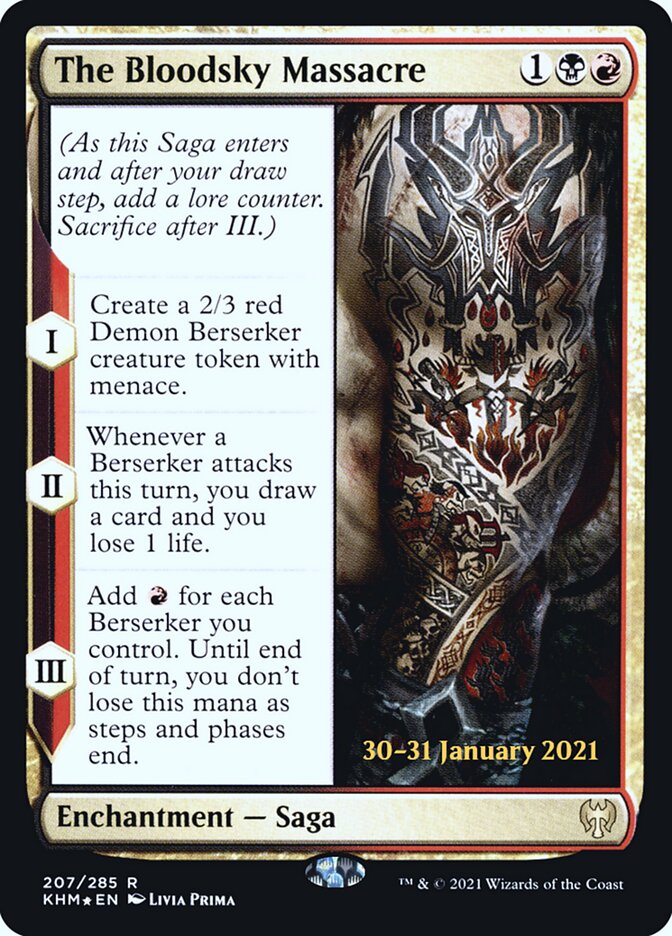 The Bloodsky Massacre 1
(As this Saga enters
and after your draw
step, add a lore counter.
Sacrifice after III.)
I
Create a 2/3 red
Demon Berserker
creature token with
menace.
II
Whenever a
Berserker attacks
this turn, you draw
a card and you
lose 1 life.
III
Add for each
Berserker you
control. Until end
of turn, you don't
lose this mana as
steps and phases
end.
30–31 January 2021
Enchantment — Saga
207/285 R
KHM★EN Livia Prima
™ & © 2021 Wizards of the Coast